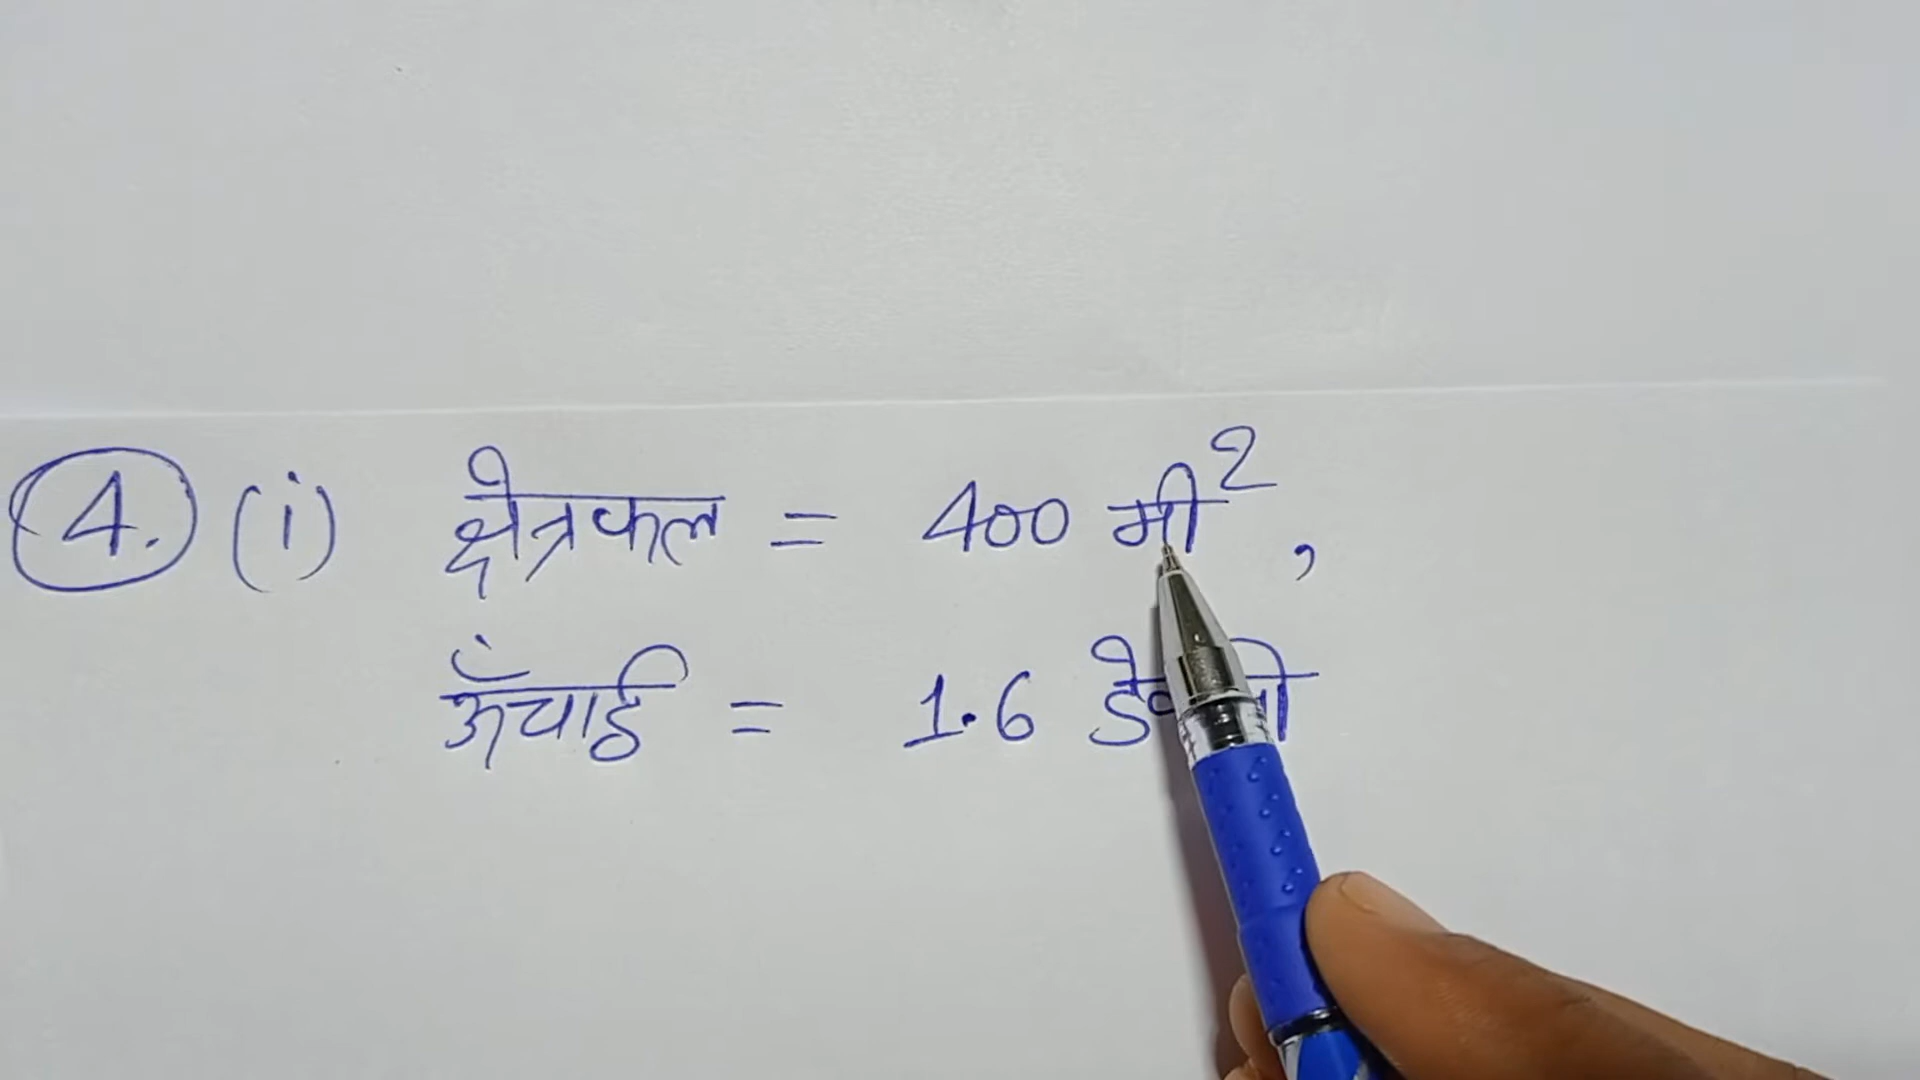 4. (i) क्षेत्रफल = 400 मी²,
ऊँचाई = 1.6